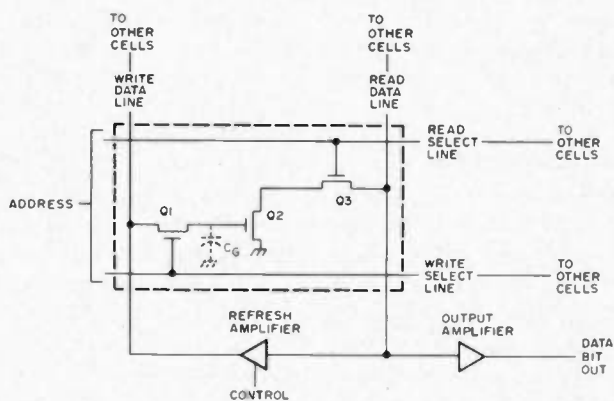 TO
OTHER
CELLS
TO
OTHER
CELLS
WRITE
DATA
LINE
READ
DATA
LINE
READ
SELECT
LINE
TO
OTHER
CELLS
ADDRESS
Q1
Q2
Q3
CG
WRITE
SELECT
LINE
TO
OTHER
CELLS
REFRESH
AMPLIFIER
OUTPUT
AMPLIFIER
DATA
BIT
OUT
CONTROL